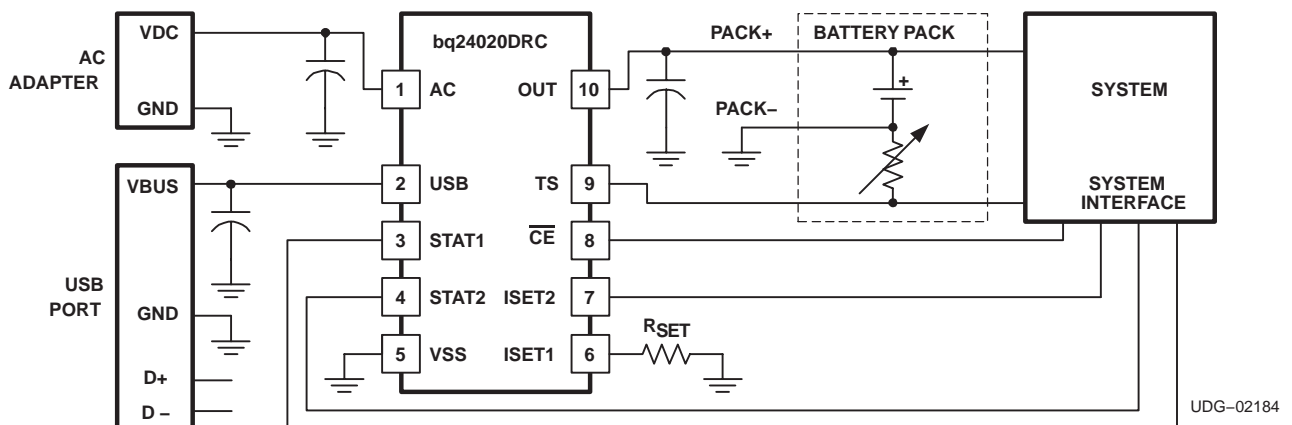 AC
ADAPTER
VDC
GND
USB
PORT
VBUS
GND
D+
D –
bq24020DRC
1 AC
2 USB
3 STAT1
4 STAT2
5 VSS
OUT 10
TS 9
CE 8
ISET2 7
ISET1 6
RSET
PACK+
PACK–
BATTERY PACK
+
SYSTEM
SYSTEM
INTERFACE
UDG–02184